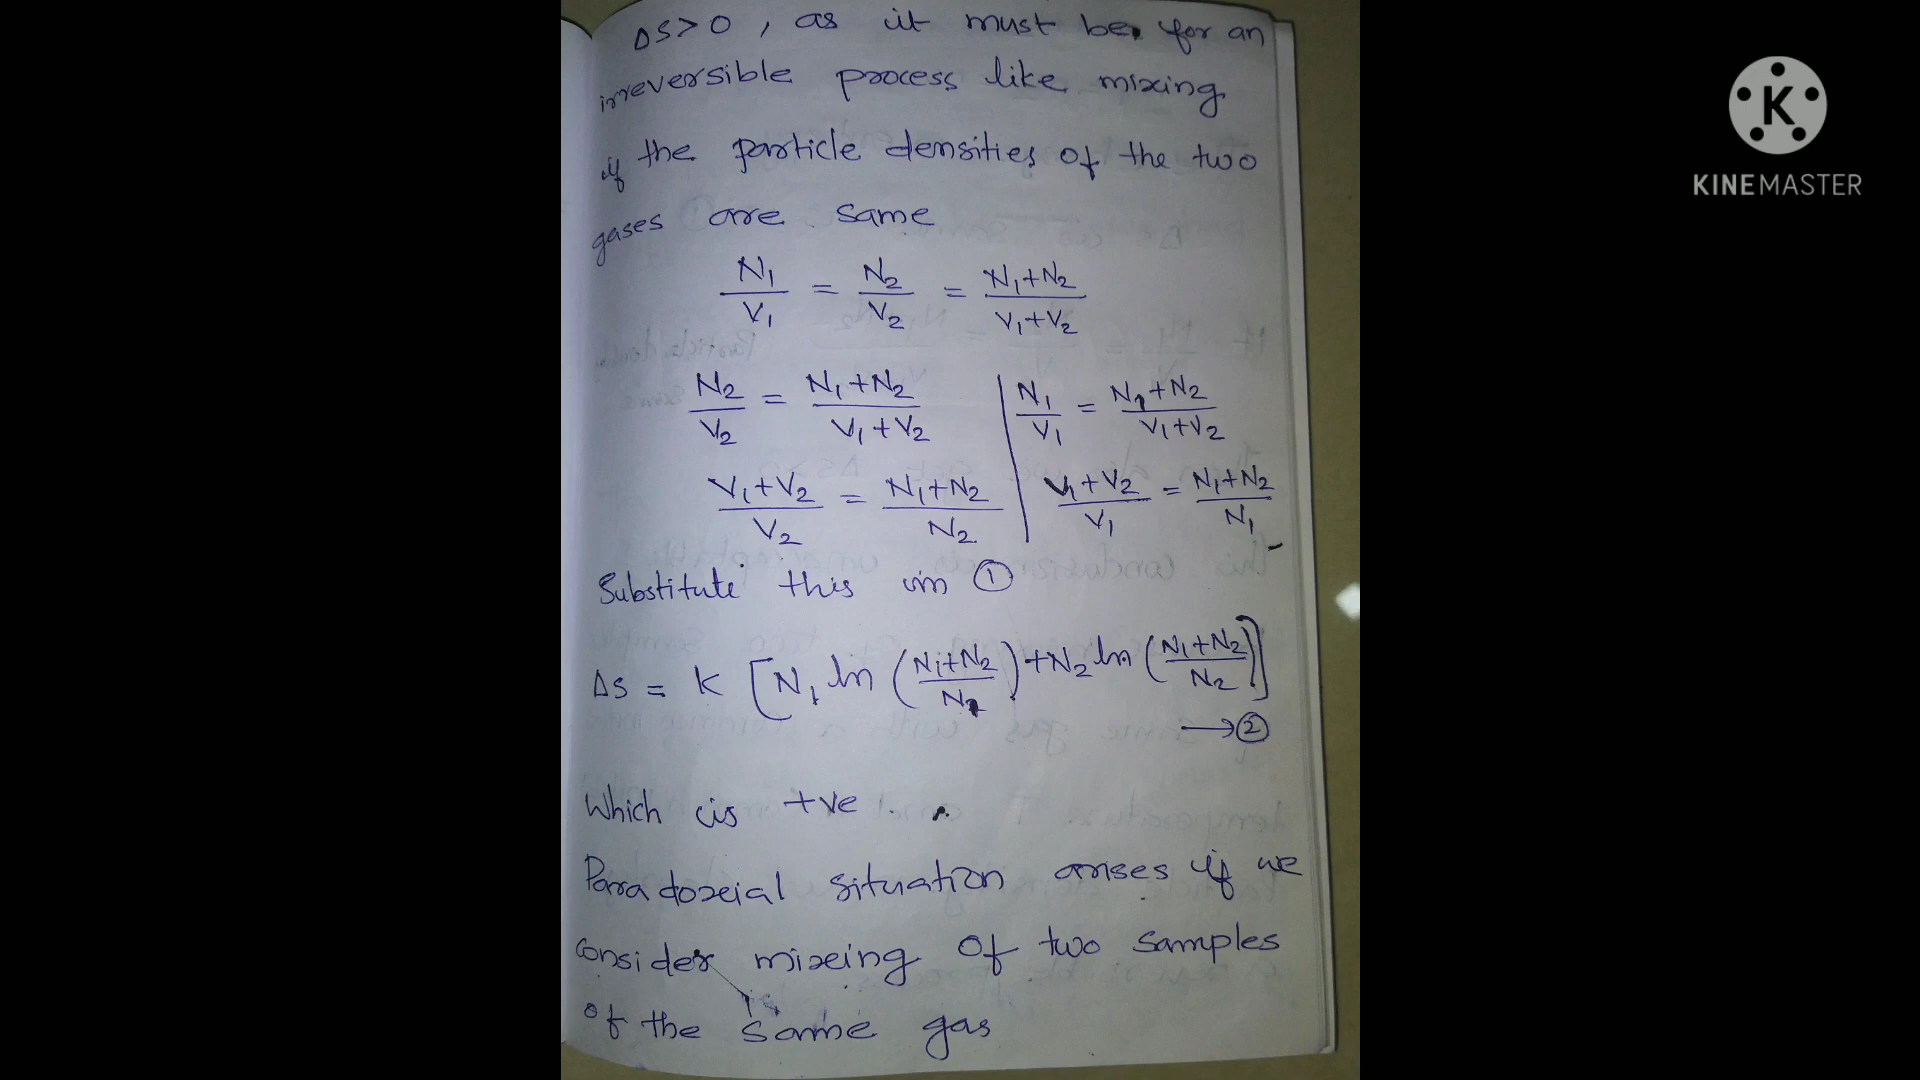 ΔS > 0 , as it must be for an
irreversible process like mixing
if the particle densities of the two
gases are same
N₁/V₁ = N₂/V₂ = N₁+N₂/V₁+V₂
N₂/V₂ = N₁+N₂/V₁+V₂ | N₁/V₁ = N₁+N₂/V₁+V₂
V₁+V₂/V₂ = N₁+N₂/N₂ | V₁+V₂/V₁ = N₁+N₂/N₁
Substitute this in ①
ΔS = K [N₁ ln (N₁+N₂/N₁) + N₂ ln (N₁+N₂/N₂)]
→ ②
Which is +ve .
Paradoxial situation arises if we
consider mixing of two samples
of the same gas
K
KINEMASTER